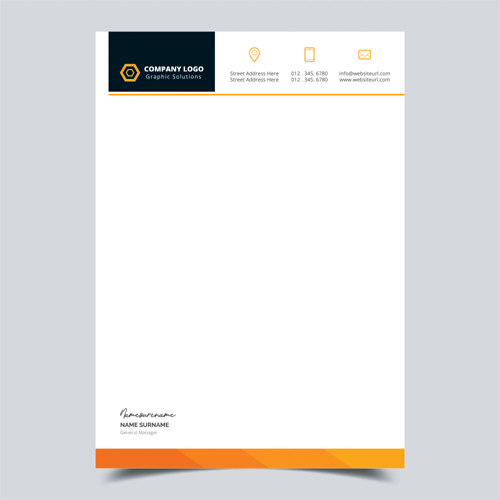 COMPANY LOGO
Graphic Solutions
Street Address Here
Street Address Here
012 . 345. 6780
012 . 345. 6780
info@websiteurl.com
www.websiteurl.com
Namesurename
NAME SURNAME
General Manager